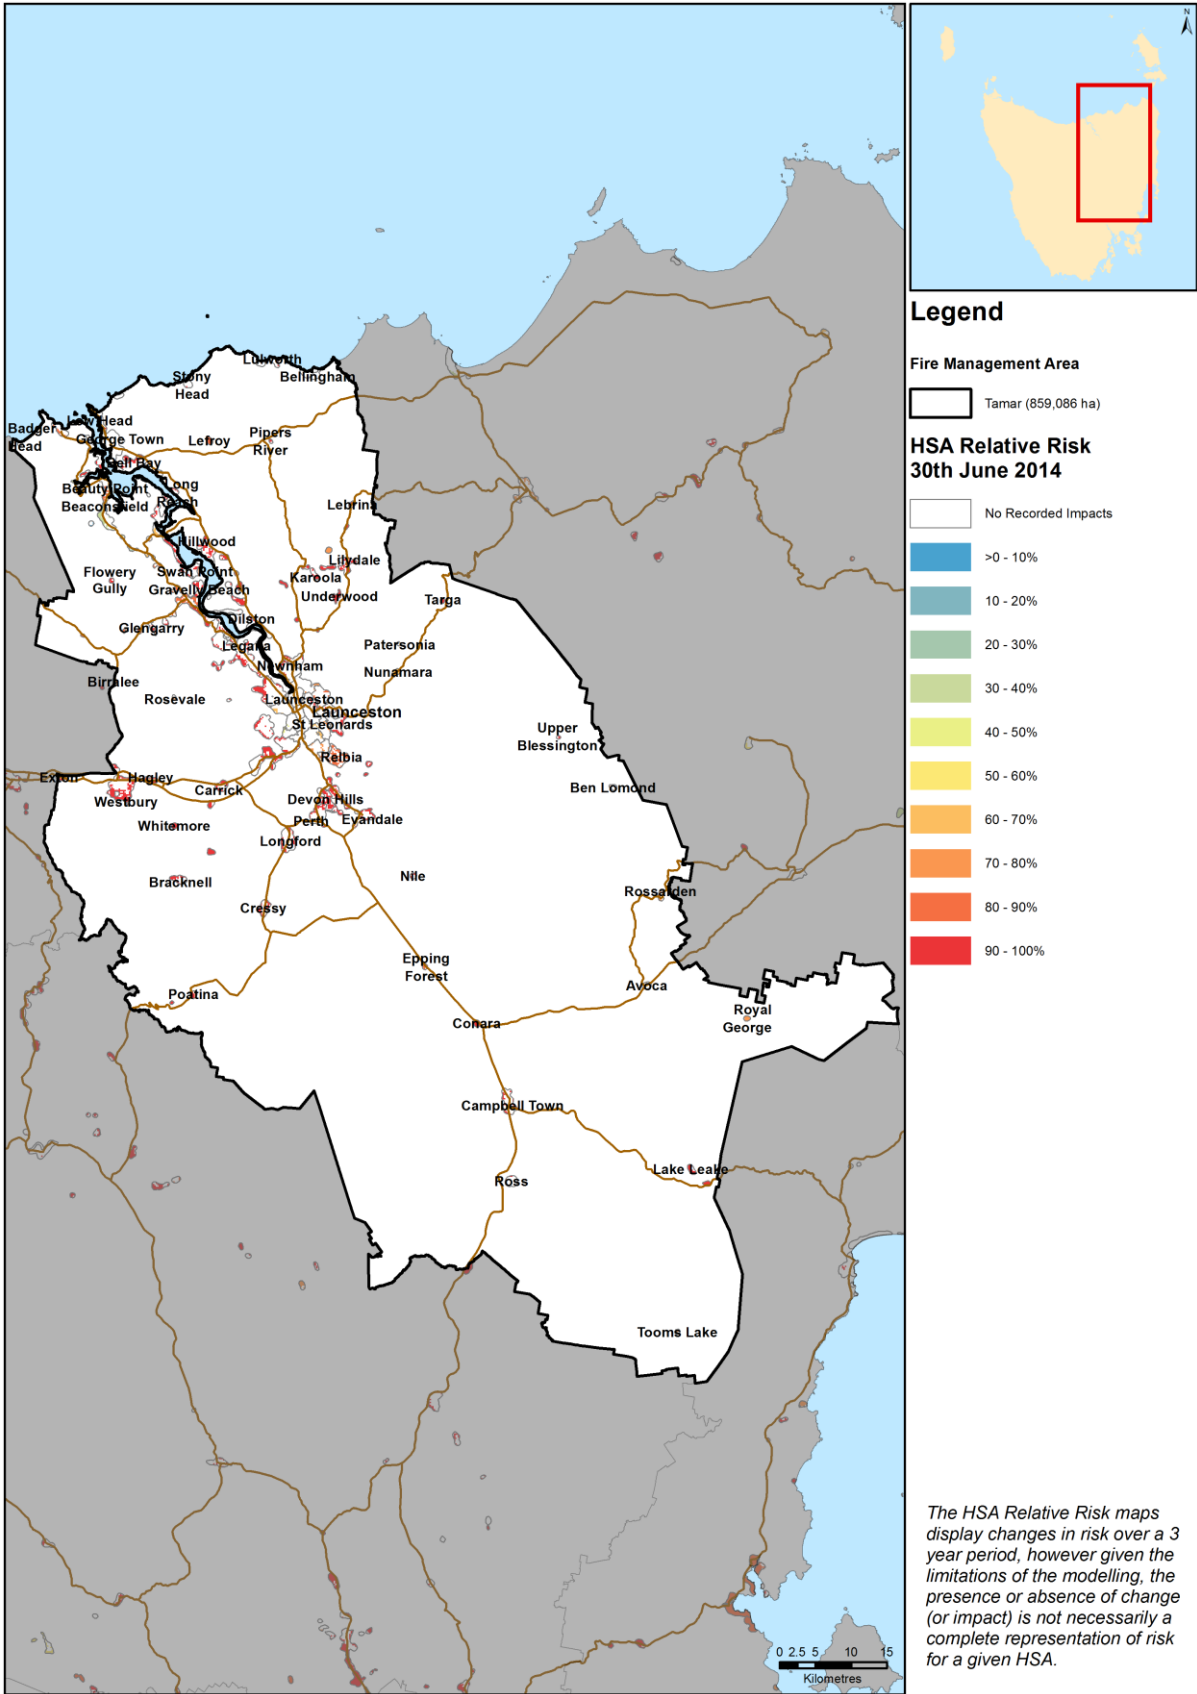 N
Legend
Fire Management Area
Tamar (859,086 ha)
HSA Relative Risk
30th June 2014
No Recorded Impacts
>0 - 10%
10 - 20%
20 - 30%
30 - 40%
40 - 50%
50 - 60%
60 - 70%
70 - 80%
80 - 90%
90 - 100%
The HSA Relative Risk maps
display changes in risk over a 3
year period, however given the
limitations of the modelling, the
presence or absence of change
(or impact) is not necessarily a
complete representation of risk
for a given HSA.
Lulworth
Stony
Head
Bellingham
Low Head
Badger
Head
George Town
Lefroy
Pipers
River
Bell Bay
Beauty Point
Long
Reach
Beaconsfield
Lebrina
Hillwood
Lilydale
Flowery
Gully
Swan Point
Karoola
Gravelly Beach
Underwood
Targa
Glengarry
Dilston
Legana
Patersonia
Newnham
Nunamara
Birralee
Rosevale
Launceston
Launceston
St Leonards
Upper
Blessington
Relbia
Exton
Hagley
Carrick
Ben Lomond
Westbury
Devon Hills
Whitemore
Perth
Evandale
Longford
Bracknell
Nile
Rossarden
Cressy
Epping
Forest
Poatina
Avoca
Royal
George
Conara
Campbell Town
Lake Leake
Ross
Tooms Lake
0 2.5 5 10 15
Kilometres